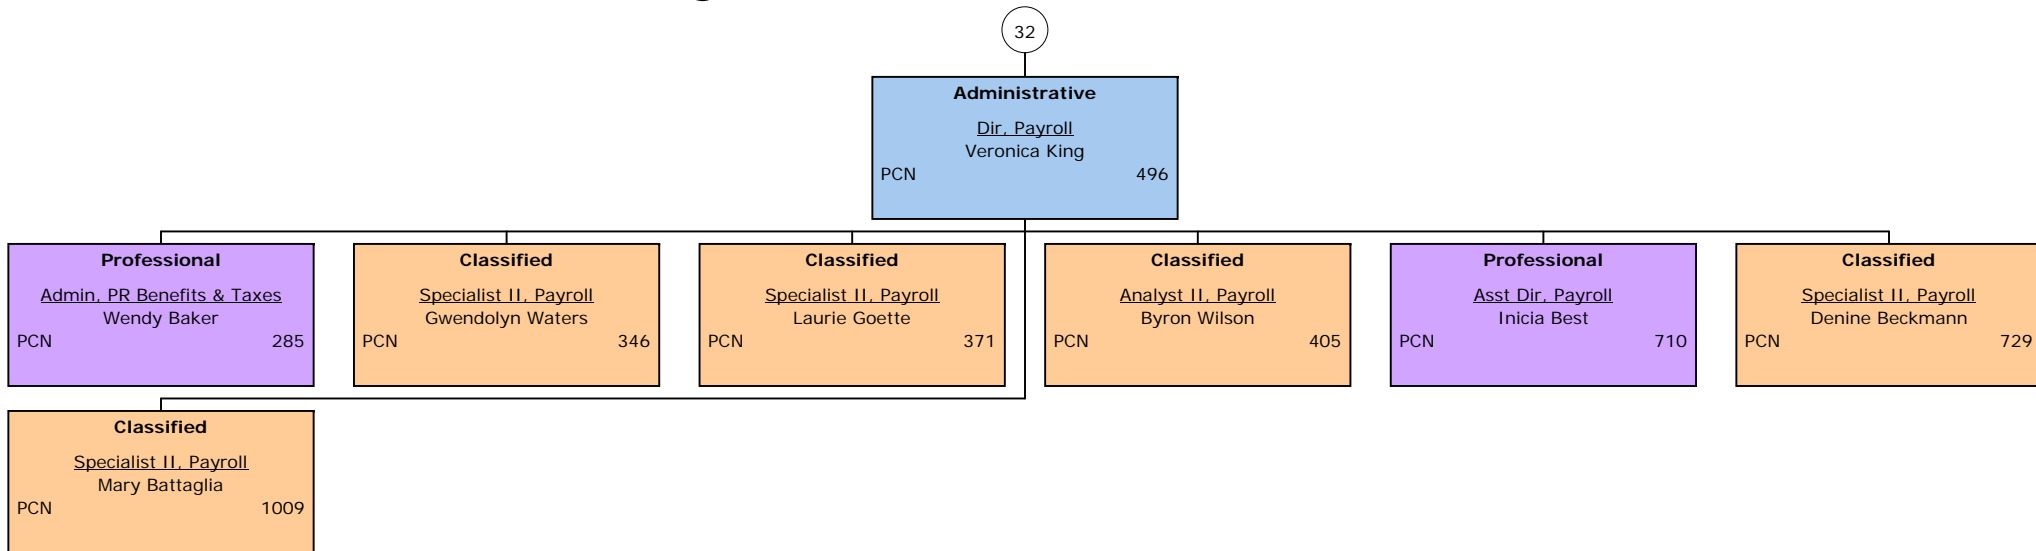 32
Administrative
Dir, Payroll
Veronica King
PCN 496
Professional
Admin, PR Benefits & Taxes
Wendy Baker
PCN 285
Classified
Specialist II, Payroll
Gwendolyn Waters
PCN 346
Classified
Specialist II, Payroll
Laurie Goette
PCN 371
Classified
Analyst II, Payroll
Byron Wilson
PCN 405
Professional
Asst Dir, Payroll
Inicia Best
PCN 710
Classified
Specialist II, Payroll
Denine Beckmann
PCN 729
Classified
Specialist II, Payroll
Mary Battaglia
PCN 1009